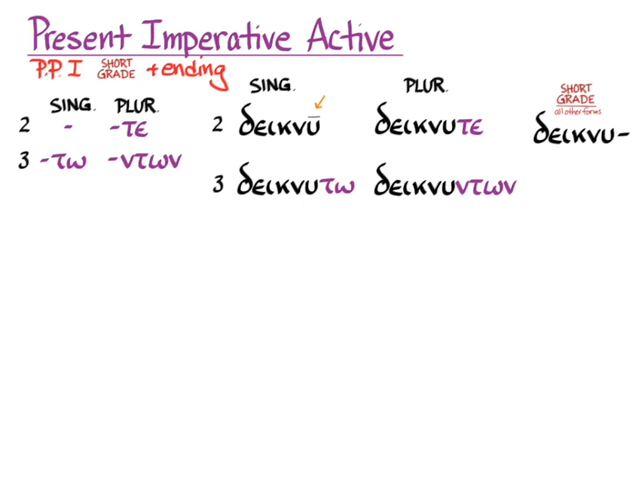 Present Imperative Active
P.P. I SHORT GRADE + ending
SING. PLUR.
2 - -τε
3 -τω -ντων
SING. PLUR.
2 δεικνῡ δεικνυτε
3 δεικνυτω δεικνυντων
SHORT
GRADE
all other forms
δεικνυ-